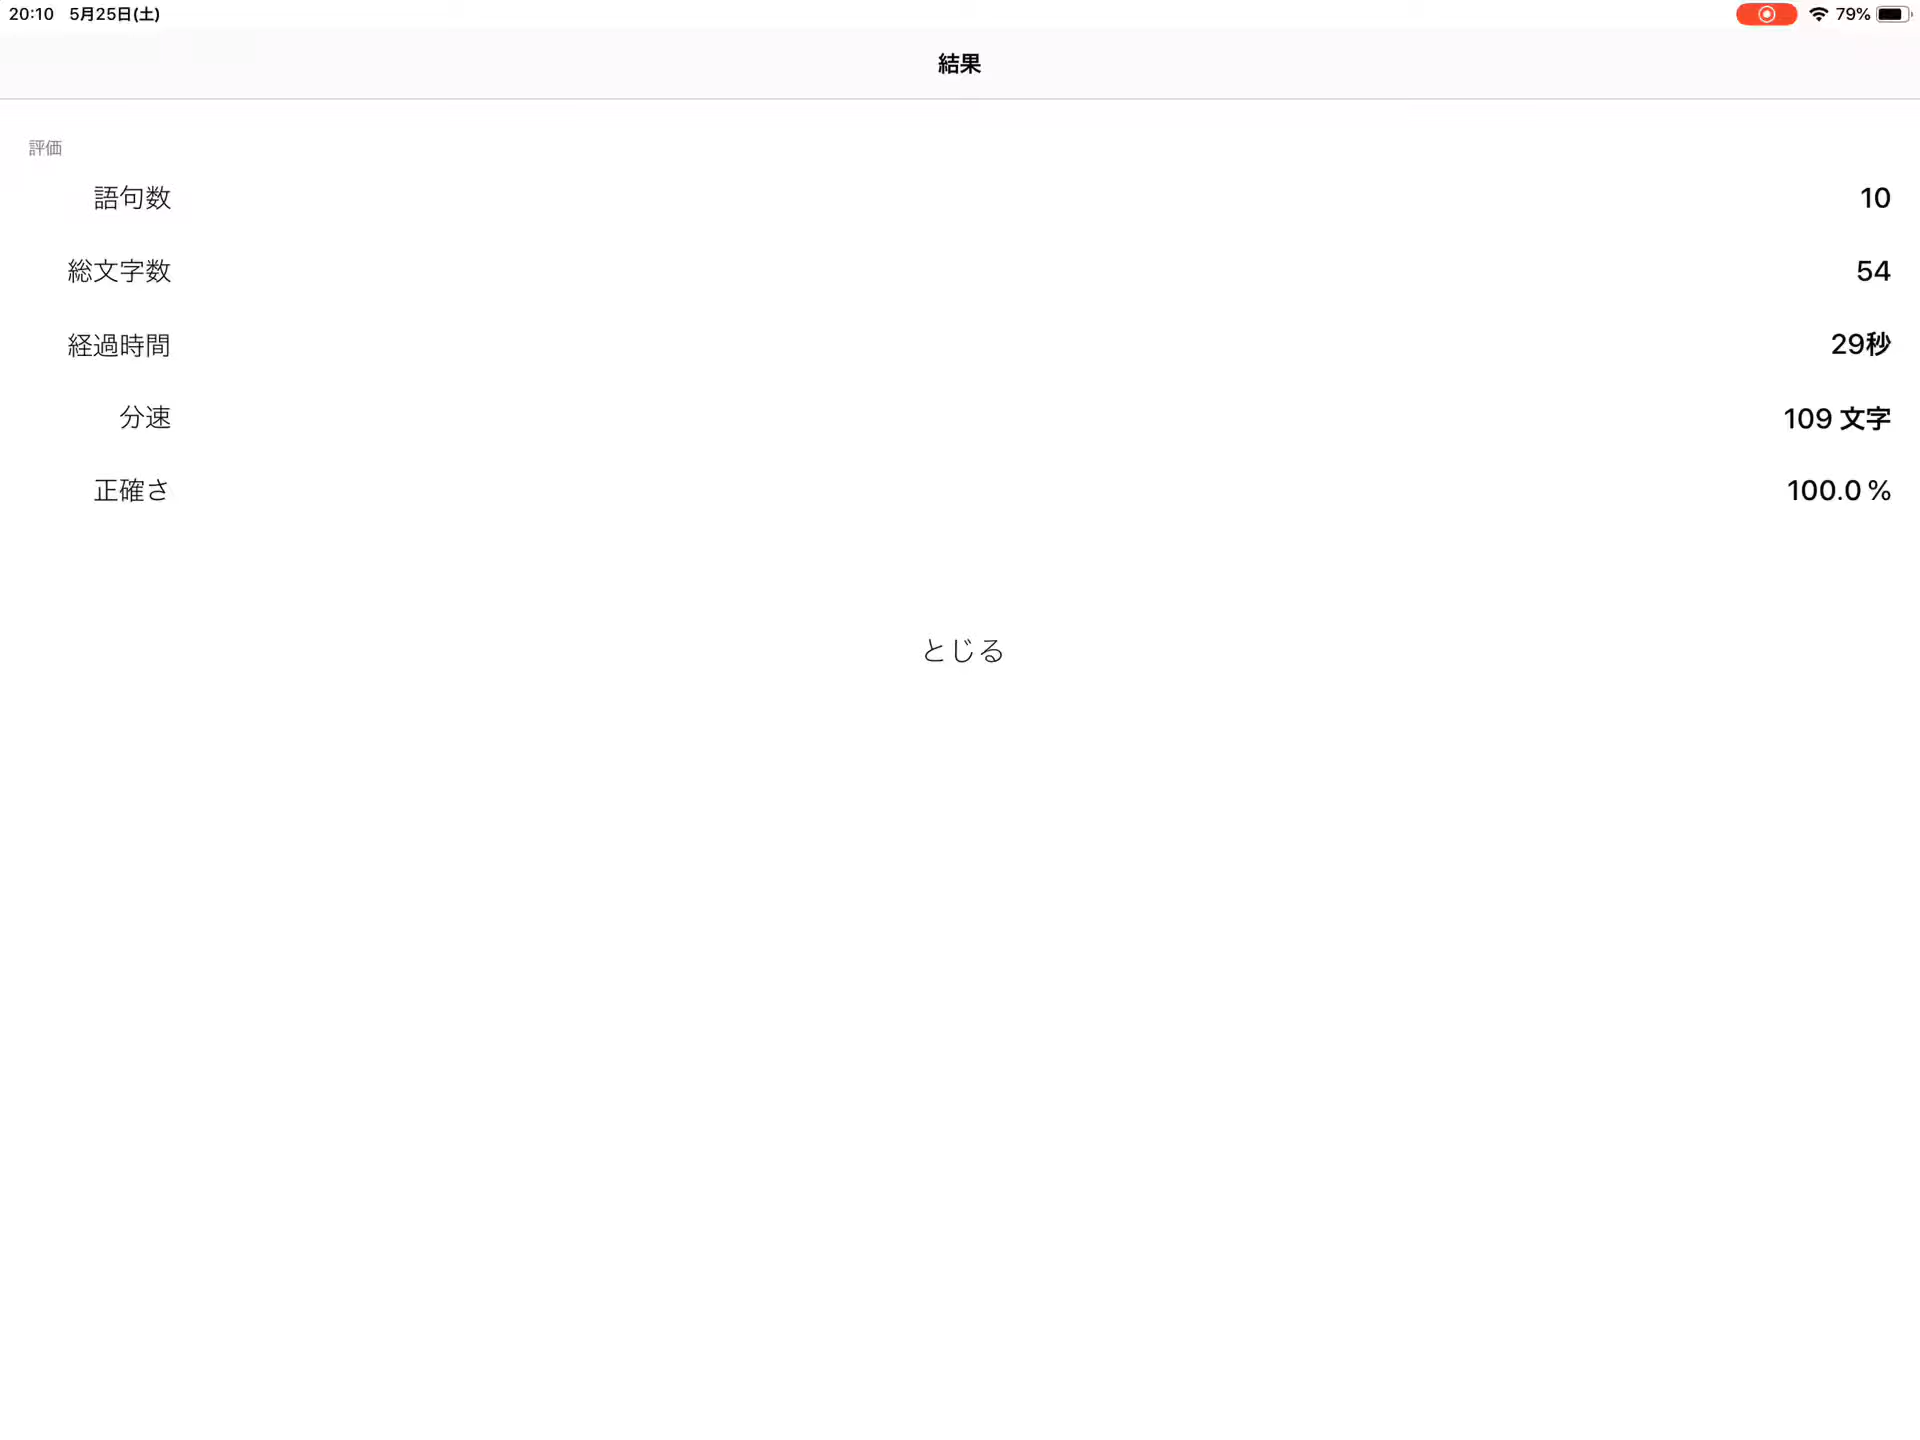 20:10 5月25日(土) 79%
結果
評価
語句数 10
総文字数 54
経過時間 29秒
分速 109 文字
正確さ 100.0 %
とじる